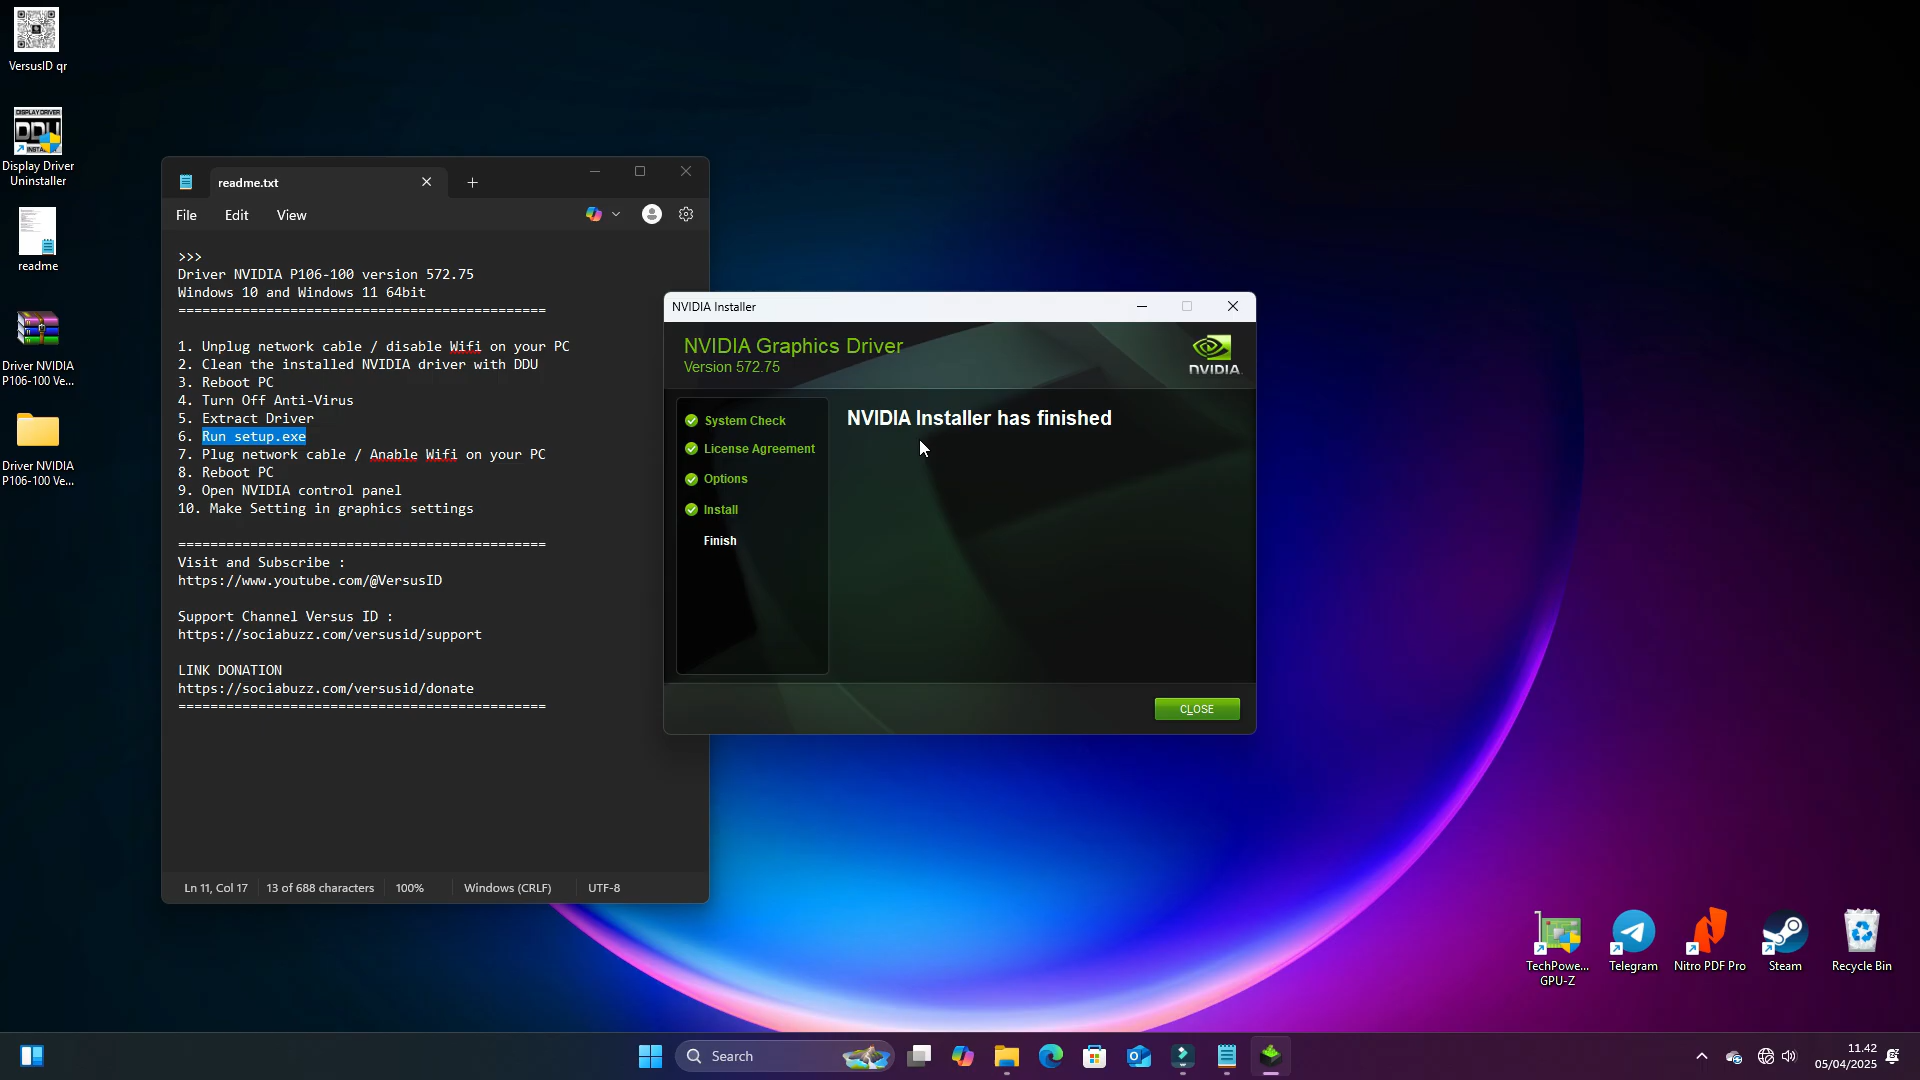 VersusID qr
DISPLAY DRIVER
DDU
Display Driver
Uninstaller
readme
Driver NVIDIA
P106-100 Ve...
Driver NVIDIA
P106-100 Ve...
readme.txt
File Edit View
>>>
Driver NVIDIA P106-100 version 572.75
Windows 10 and Windows 11 64bit
==============================================
1. Unplug network cable / disable Wifi on your PC
2. Clean the installed NVIDIA driver with DDU
3. Reboot PC
4. Turn Off Anti-Virus
5. Extract Driver
6. Run setup.exe
7. Plug network cable / Anable Wifi on your PC
8. Reboot PC
9. Open NVIDIA control panel
10. Make Setting in graphics settings
==============================================
Visit and Subscribe :
https://www.youtube.com/@VersusID
Support Channel Versus ID :
https://sociabuzz.com/versusid/support
LINK DONATION
https://sociabuzz.com/versusid/donate
==============================================
Ln 11, Col 17 13 of 688 characters 100% Windows (CRLF) UTF-8
NVIDIA Installer
NVIDIA Graphics Driver
Version 572.75
NVIDIA.
System Check
License Agreement
Options
Install
Finish
NVIDIA Installer has finished
CLOSE
TechPowe...
GPU-Z
Telegram
Nitro PDF Pro
Steam
Recycle Bin
Search
11.42
05/04/2025